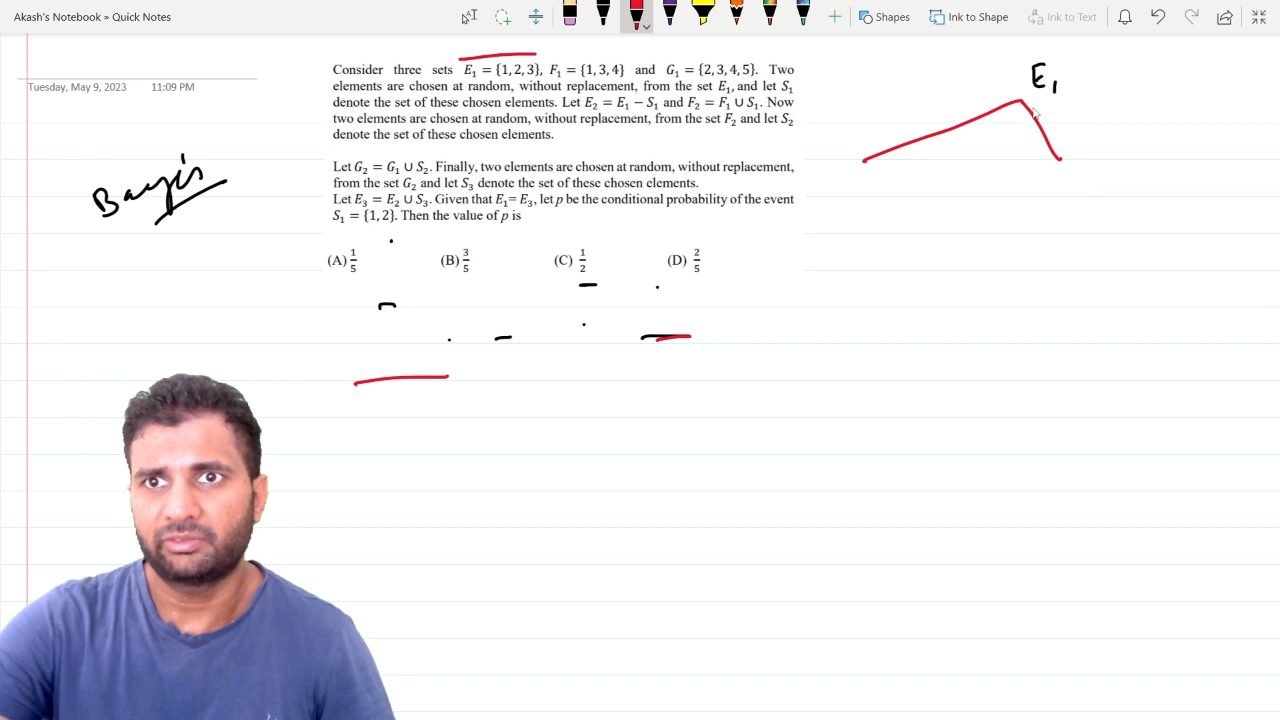 Akash's Notebook » Quick Notes
Shapes
Ink to Shape
Ink to Text
Tuesday, May 9, 2023 11:09 PM
Consider three sets E₁ = {1, 2, 3}, F₁ = {1, 3, 4} and G₁ = {2, 3, 4, 5}. Two
elements are chosen at random, without replacement, from the set E₁, and let S₁
denote the set of these chosen elements. Let E₂ = E₁ − S₁ and F₂ = F₁ ∪ S₁. Now
two elements are chosen at random, without replacement, from the set F₂ and let S₂
denote the set of these chosen elements.
Let G₂ = G₁ ∪ S₂. Finally, two elements are chosen at random, without replacement,
from the set G₂ and let S₃ denote the set of these chosen elements.
Let E₃ = E₂ ∪ S₃. Given that E₁= E₃, let p be the conditional probability of the event
S₁ = {1, 2}. Then the value of p is
(A) 1/5 (B) 3/5 (C) 1/2 (D) 2/5
E₁